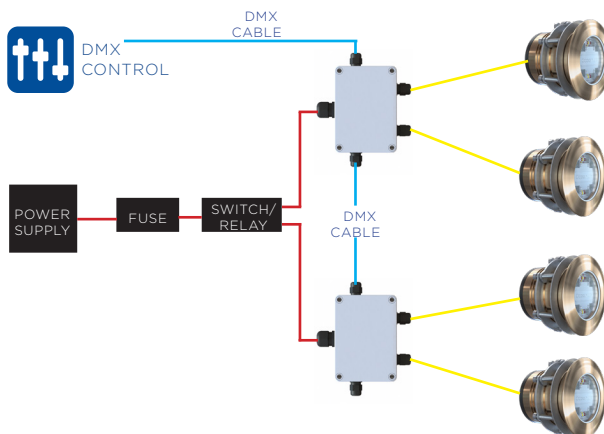 DMX
CABLE
DMX
CONTROL
POWER
SUPPLY
FUSE
SWITCH/
RELAY
DMX
CABLE